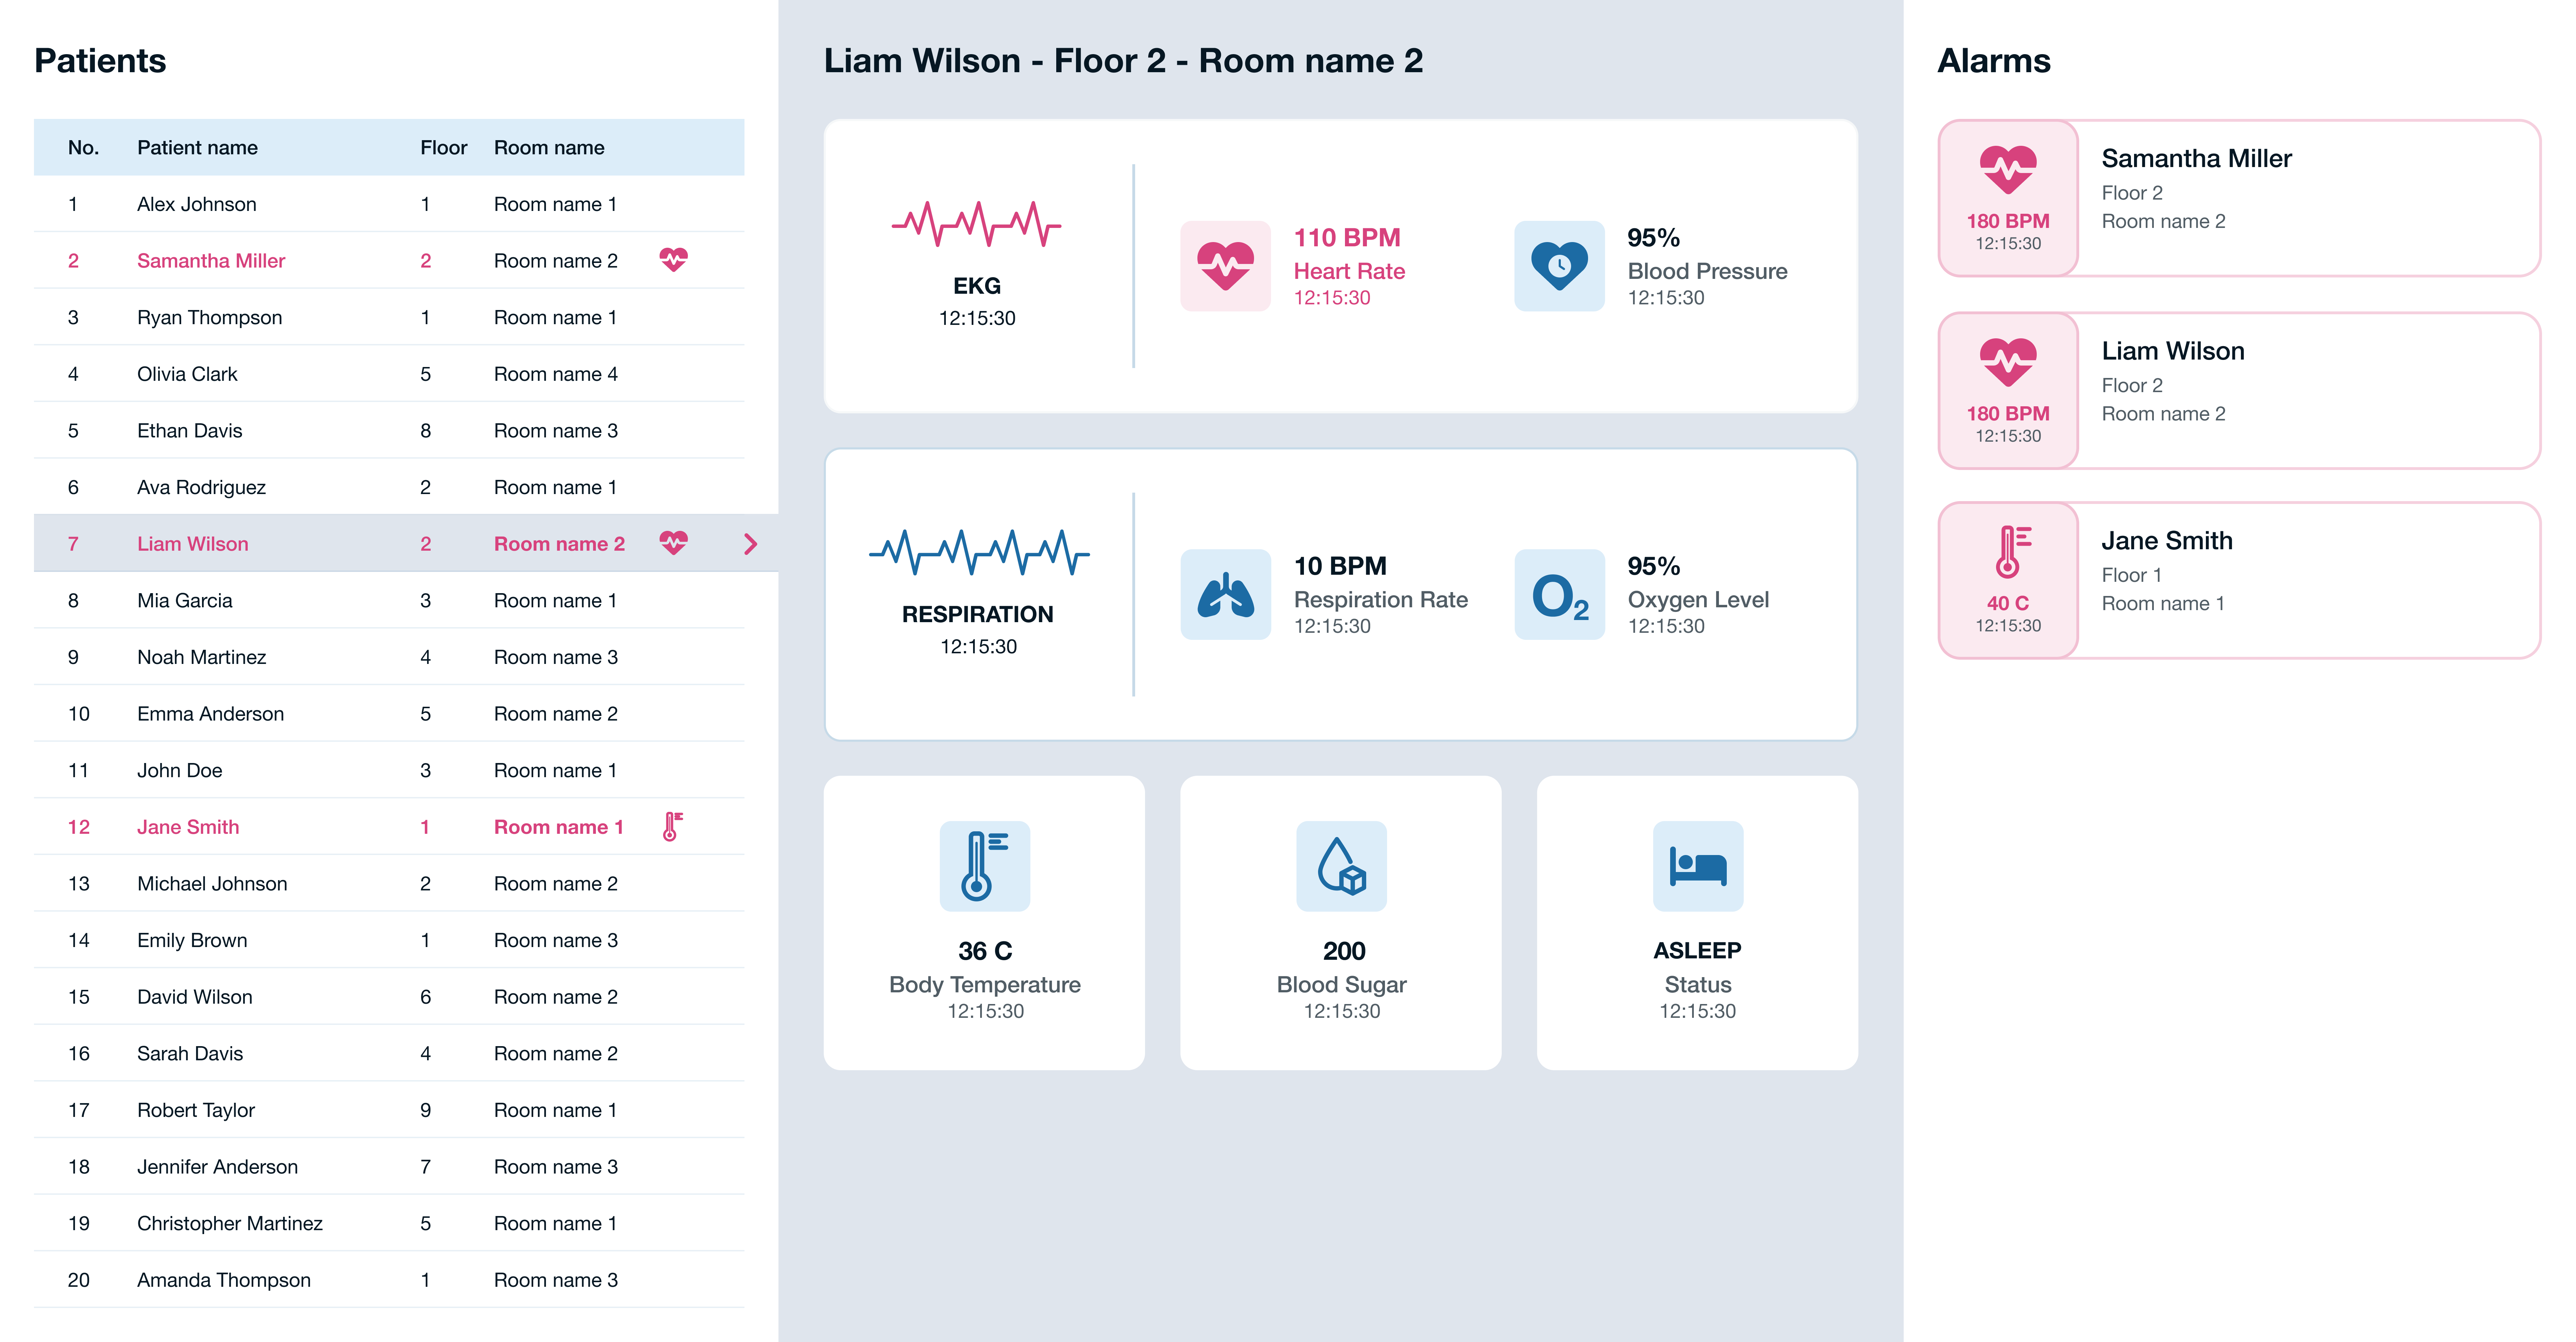 Patients
No. Patient name Floor Room name
1 Alex Johnson 1 Room name 1
2 Samantha Miller 2 Room name 2
3 Ryan Thompson 1 Room name 1
4 Olivia Clark 5 Room name 4
5 Ethan Davis 8 Room name 3
6 Ava Rodriguez 2 Room name 1
7 Liam Wilson 2 Room name 2
8 Mia Garcia 3 Room name 1
9 Noah Martinez 4 Room name 3
10 Emma Anderson 5 Room name 2
11 John Doe 3 Room name 1
12 Jane Smith 1 Room name 1
13 Michael Johnson 2 Room name 2
14 Emily Brown 1 Room name 3
15 David Wilson 6 Room name 2
16 Sarah Davis 4 Room name 2
17 Robert Taylor 9 Room name 1
18 Jennifer Anderson 7 Room name 3
19 Christopher Martinez 5 Room name 1
20 Amanda Thompson 1 Room name 3
Liam Wilson - Floor 2 - Room name 2
EKG
12:15:30
110 BPM
Heart Rate
12:15:30
95%
Blood Pressure
12:15:30
RESPIRATION
12:15:30
10 BPM
Respiration Rate
12:15:30
O2
95%
Oxygen Level
12:15:30
36 C
Body Temperature
12:15:30
200
Blood Sugar
12:15:30
ASLEEP
Status
12:15:30
Alarms
180 BPM
12:15:30
Samantha Miller
Floor 2
Room name 2
180 BPM
12:15:30
Liam Wilson
Floor 2
Room name 2
40 C
12:15:30
Jane Smith
Floor 1
Room name 1